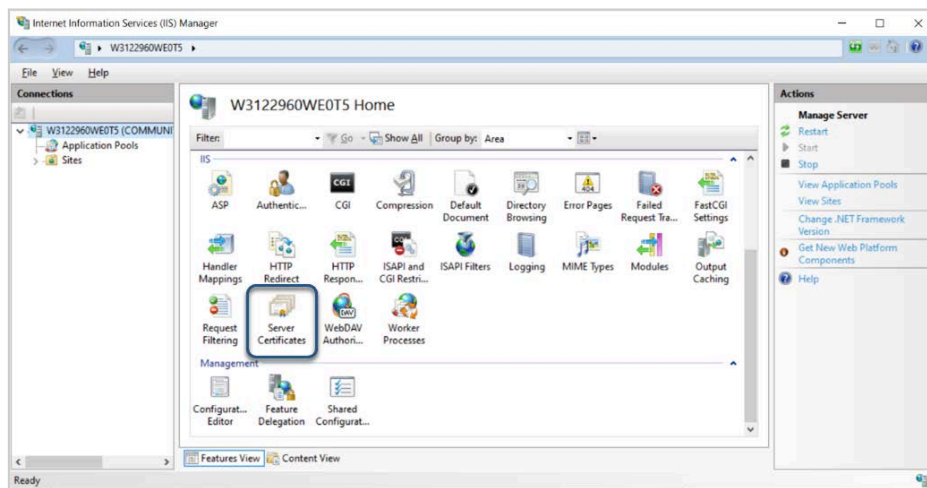 Internet Information Services (IIS) Manager
W3122960WE0T5
File View Help
Connections
W3122960WE0T5 (COMMUNI
Application Pools
Sites
W3122960WE0T5 Home
Filter: Go Show All Group by: Area
IIS
ASP Authentic... CGI Compression Default Document Directory Browsing Error Pages Failed Request Tra... FastCGI Settings
Handler Mappings HTTP Redirect HTTP Respon... ISAPI and CGI Restri... ISAPI Filters Logging MIME Types Modules Output Caching
Request Filtering Server Certificates WebDAV Authori... Worker Processes
Management
Configurat... Editor Feature Delegation Shared Configurat...
Features View Content View
Actions
Manage Server
Restart
Start
Stop
View Application Pools
View Sites
Change .NET Framework
Version
Get New Web Platform
Components
Help
Ready